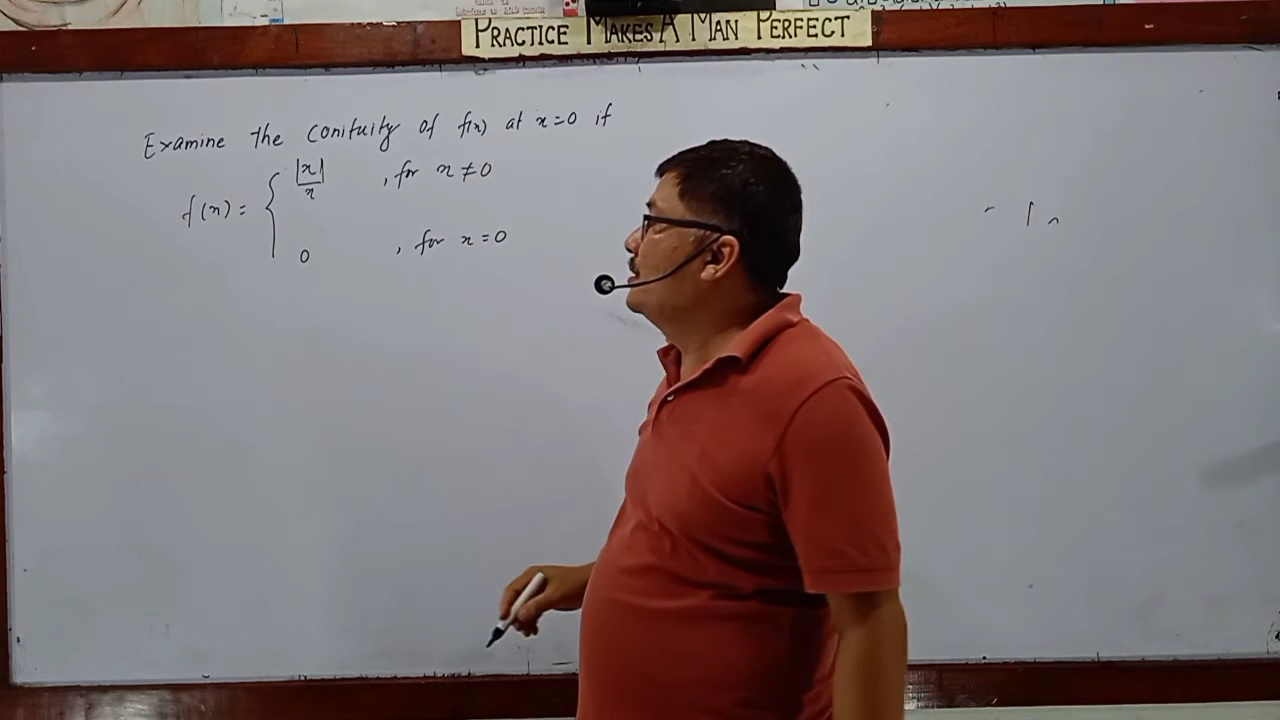 PRACTICE MAKES A MAN PERFECT
Examine the conituity of f(x) at x=0 if
f(x) = { |x|/x , for x ≠ 0
0 , for x = 0